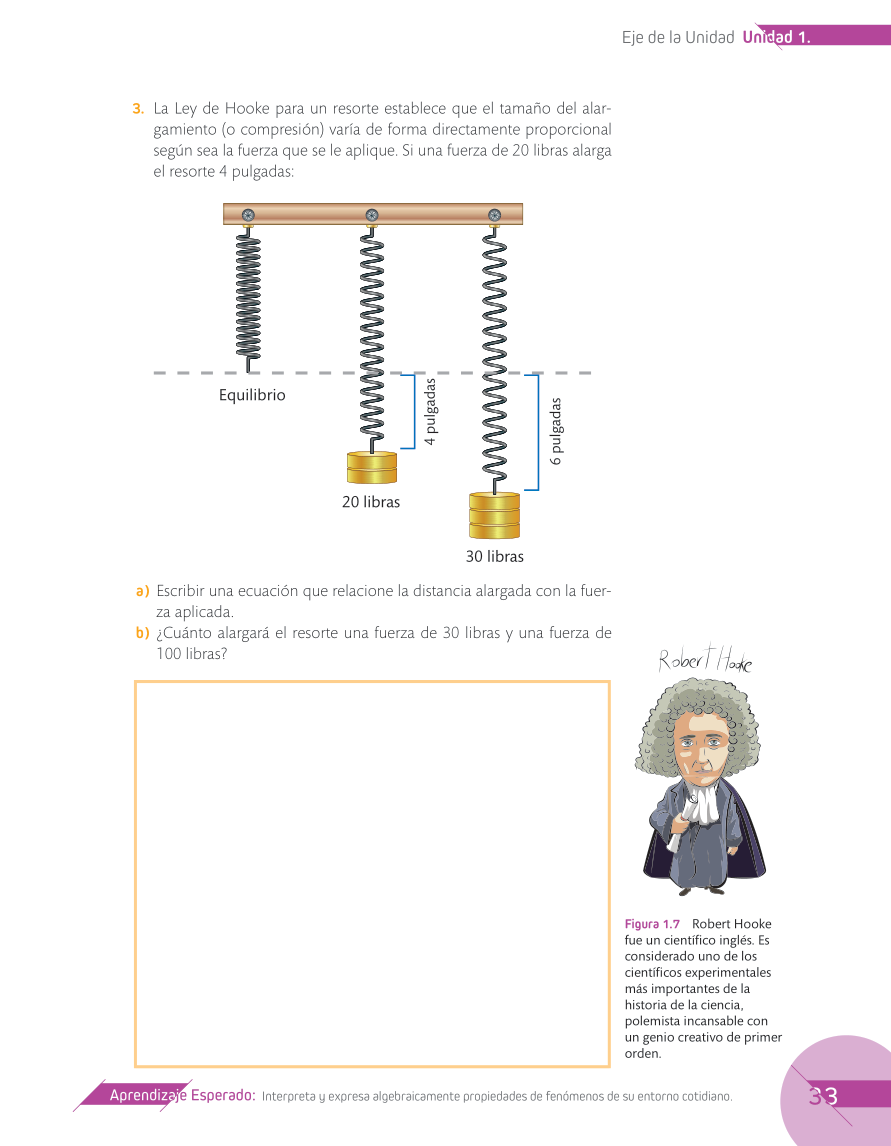 Eje de la Unidad Unidad 1.
3. La Ley de Hooke para un resorte establece que el tamaño del alar-
gamiento (o compresión) varía de forma directamente proporcional
según sea la fuerza que se le aplique. Si una fuerza de 20 libras alarga
el resorte 4 pulgadas:
Equilibrio
4 pulgadas
6 pulgadas
20 libras
30 libras
a) Escribir una ecuación que relacione la distancia alargada con la fuer-
za aplicada.
b) ¿Cuánto alargará el resorte una fuerza de 30 libras y una fuerza de
100 libras?
Robert Hooke
Figura 1.7 Robert Hooke
fue un científico inglés. Es
considerado uno de los
científicos experimentales
más importantes de la
historia de la ciencia,
polemista incansable con
un genio creativo de primer
orden.
Aprendizaje Esperado: Interpreta y expresa algebraicamente propiedades de fenómenos de su entorno cotidiano.
33